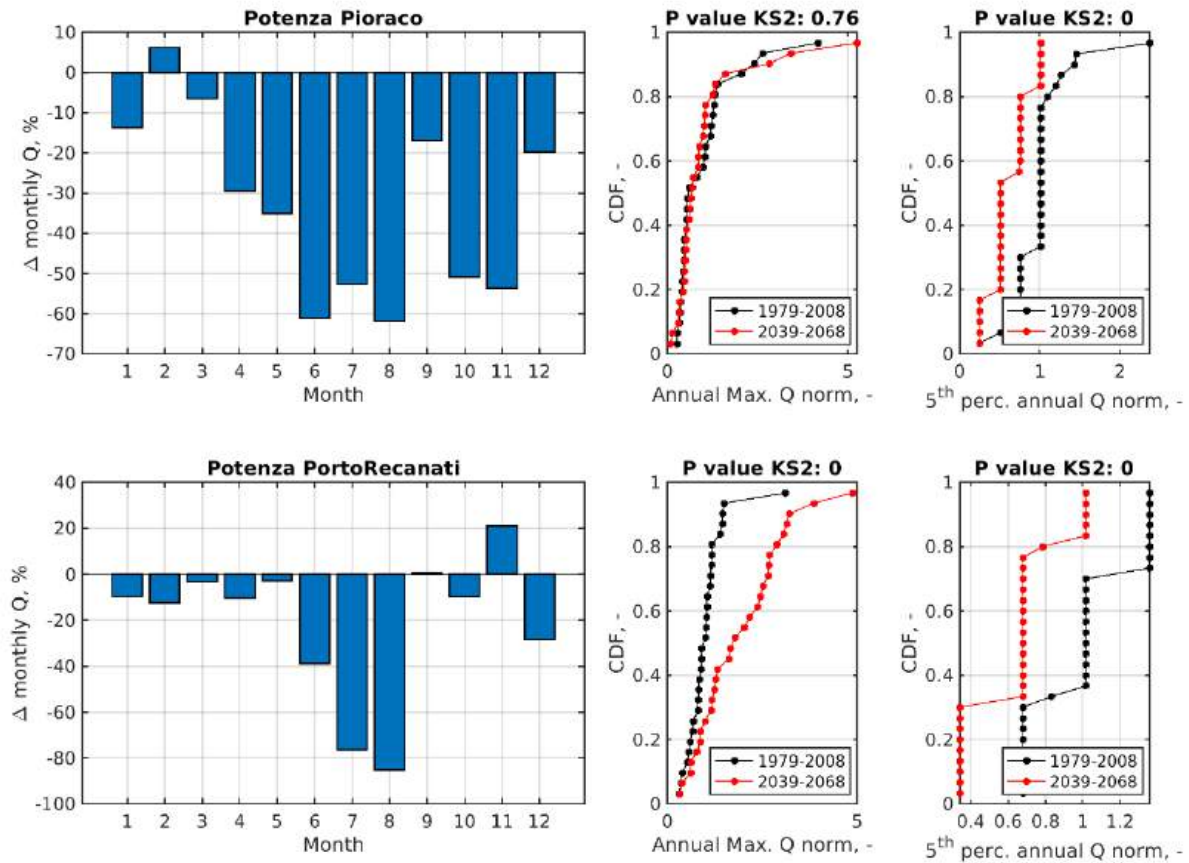 Potenza Pioraco
10
0
-10
-20
-30
-40
-50
-60
-70
Δ monthly Q, %
1 2 3 4 5 6 7 8 9 10 11 12
Month
P value KS2: 0.76
1
0.8
0.6
0.4
0.2
0
CDF, -
1979-2008
2039-2068
0 5
Annual Max. Q norm, -
P value KS2: 0
1
0.8
0.6
0.4
0.2
0
CDF, -
1979-2008
2039-2068
0 1 2
5th perc. annual Q norm, -
Potenza PortoRecanati
40
20
0
-20
-40
-60
-80
-100
Δ monthly Q, %
1 2 3 4 5 6 7 8 9 10 11 12
Month
P value KS2: 0
1
0.8
0.6
0.4
0.2
0
CDF, -
1979-2008
2039-2068
0 5
Annual Max. Q norm, -
P value KS2: 0
1
0.8
0.6
0.4
0.2
0
CDF, -
1979-2008
2039-2068
0.4 0.6 0.8 1 1.2
5th perc. annual Q norm, -